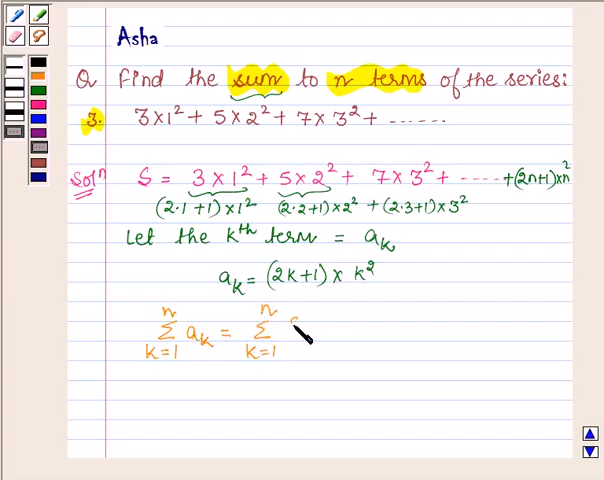 Asha
Q Find the sum to n terms of the series:
3. 3×1² + 5×2² + 7×3² + ......
Solⁿ S = 3×1² + 5×2² + 7×3² + ..... +(2n+1)×n²
(2·1+1)×1² (2·2+1)×2² +(2·3+1)×3²
Let the kᵗʰ term = aₖ
aₖ = (2k+1) × k²
n n
Σ aₖ = Σ
k=1 k=1